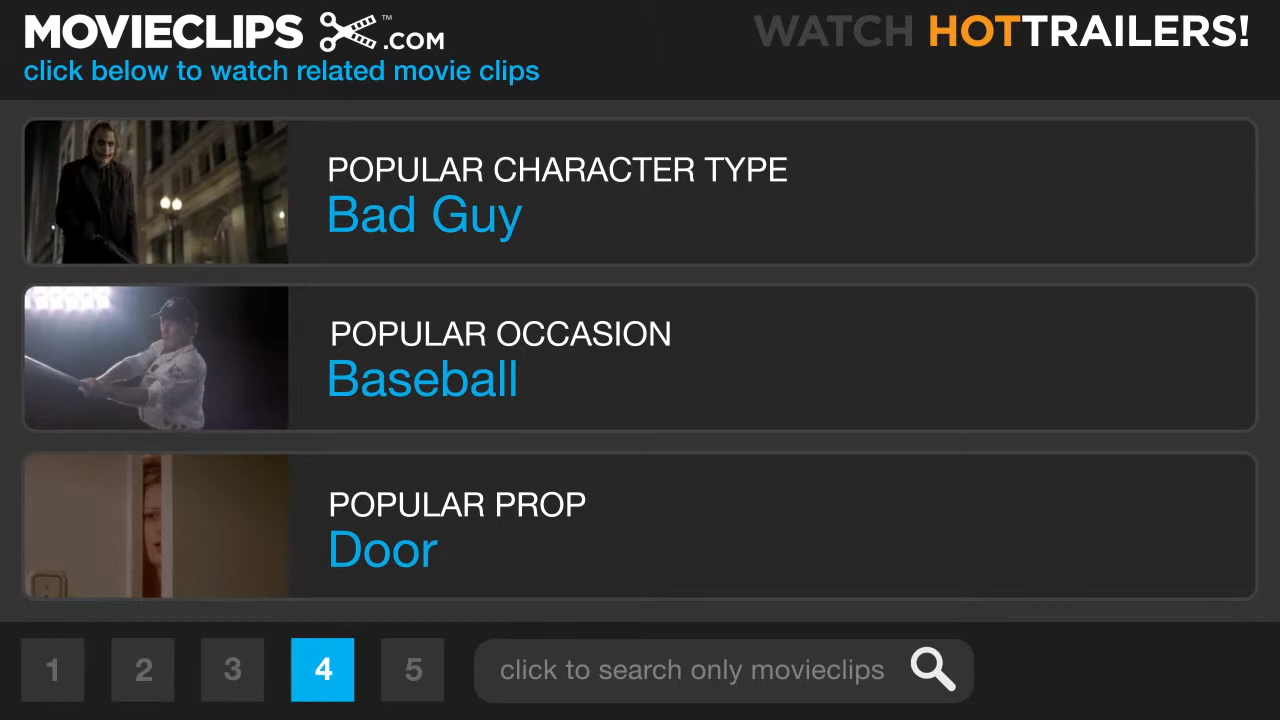 MOVIECLIPS ™ .COM
WATCH HOTTRAILERS!
click below to watch related movie clips
POPULAR CHARACTER TYPE
Bad Guy
POPULAR OCCASION
Baseball
POPULAR PROP
Door
1 2 3 4 5
click to search only movieclips